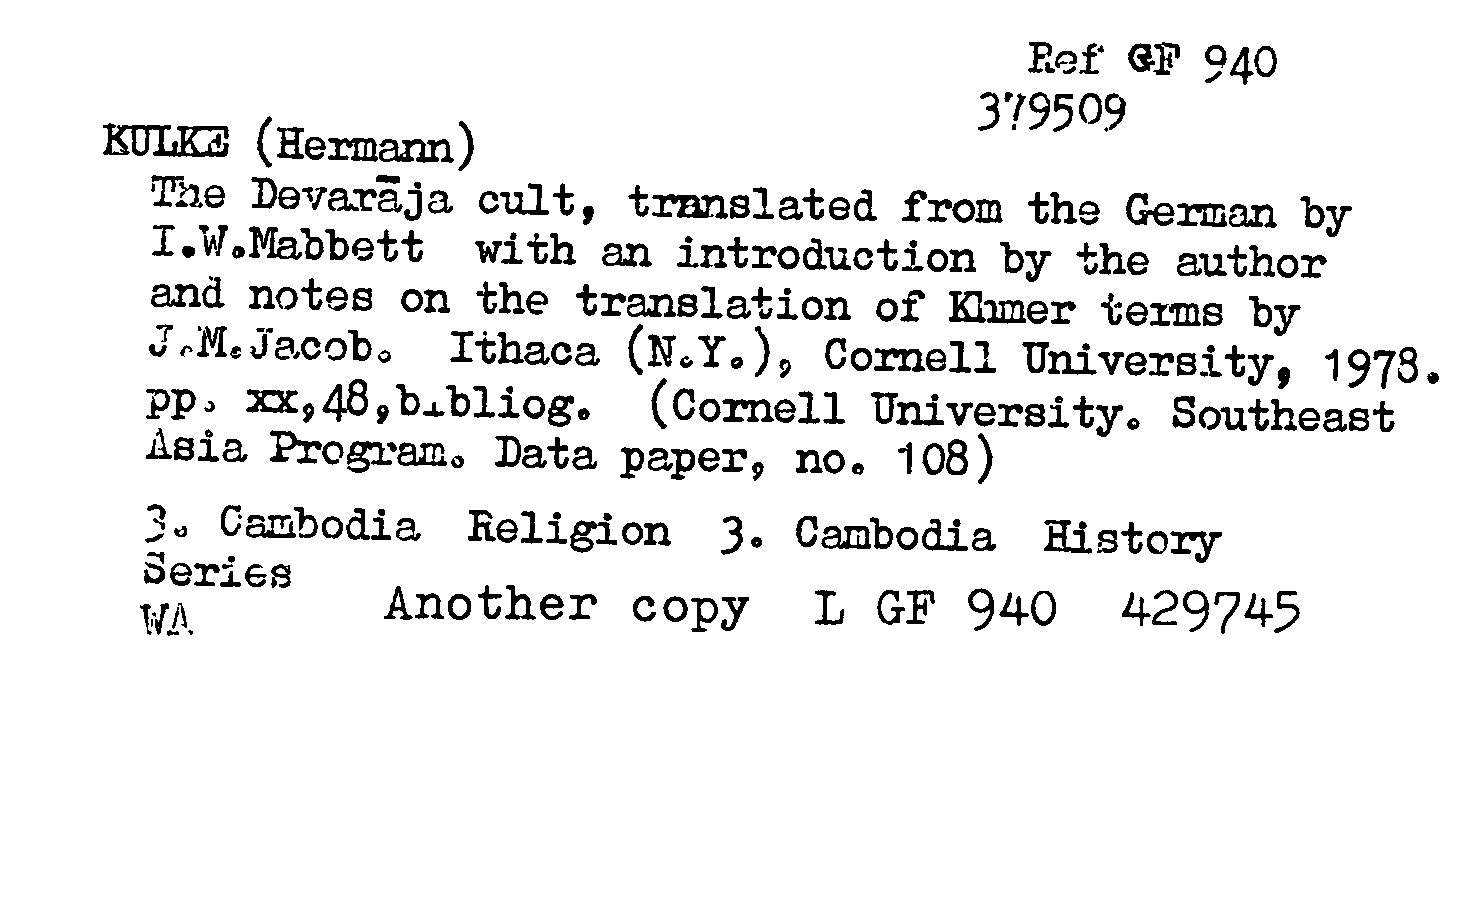 Ref GF 940
379509
KULKE (Hermann)
The Devarāja cult, translated from the German by
I.W.Mabbett with an introduction by the author
and notes on the translation of Khmer terms by
J.M.Jacob. Ithaca (N.Y.), Cornell University, 1978.
pp. xx,48,bibliog. (Cornell University. Southeast
Asia Program. Data paper, no. 108)
3. Cambodia Religion 3. Cambodia History
Series
WA Another copy L GF 940 429745